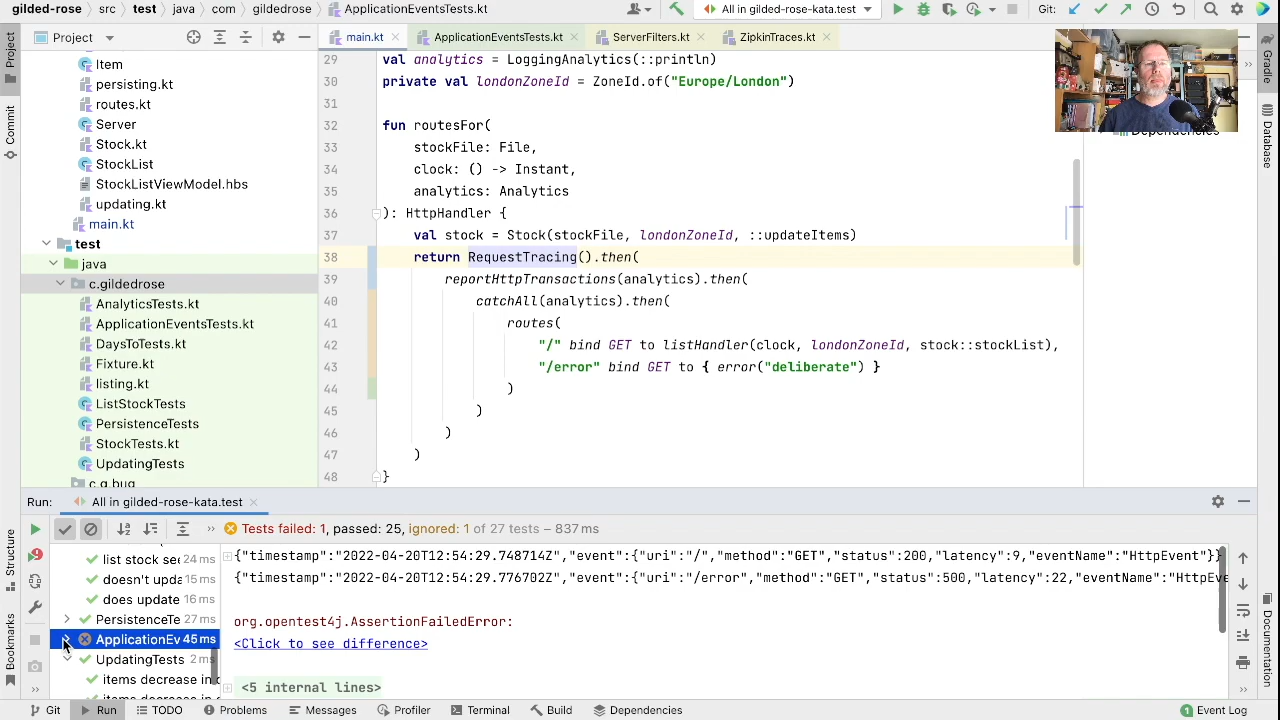 gilded-rose > src > test > java > com > gildedrose > ApplicationEventsTests.kt
All in gilded-rose-kata.test
Git:
Project
main.kt
ApplicationEventsTests.kt
ServerFilters.kt
ZipkinTraces.kt
Project
Commit
Structure
Bookmarks
Gradle
Database
Documentation
Dependencies
Item
persisting.kt
routes.kt
Server
Stock.kt
StockList
StockListViewModel.hbs
updating.kt
main.kt
test
java
c.gildedrose
AnalyticsTests.kt
ApplicationEventsTests.kt
DaysToTests.kt
Fixture.kt
listing.kt
ListStockTests
PersistenceTests
StockTests.kt
UpdatingTests
c.g.bug
29 val analytics = LoggingAnalytics(::println)
30 private val londonZoneId = ZoneId.of("Europe/London")
31
32 fun routesFor(
33 stockFile: File,
34 clock: () -> Instant,
35 analytics: Analytics
36 ): HttpHandler {
37 val stock = Stock(stockFile, londonZoneId, ::updateItems)
38 return RequestTracing().then(
39 reportHttpTransactions(analytics).then(
40 catchAll(analytics).then(
41 routes(
42 "/" bind GET to listHandler(clock, londonZoneId, stock::stockList),
43 "/error" bind GET to { error("deliberate") }
44 )
45 )
46 )
47 )
48 }
Run: All in gilded-rose-kata.test
Tests failed: 1, passed: 25, ignored: 1 of 27 tests – 837 ms
list stock see 24 ms
doesn't upda 15 ms
does update 16 ms
PersistenceTe 27 ms
ApplicationEv 45 ms
UpdatingTests 2 ms
items decrease in
{"timestamp":"2022-04-20T12:54:29.748714Z","event":{"uri":"/","method":"GET","status":200,"latency":9,"eventName":"HttpEvent"}}
{"timestamp":"2022-04-20T12:54:29.776702Z","event":{"uri":"/error","method":"GET","status":500,"latency":22,"eventName":"HttpEve
org.opentest4j.AssertionFailedError:
<Click to see difference>
<5 internal lines>
Git
Run
TODO
Problems
Messages
Profiler
Terminal
Build
Dependencies
1 Event Log